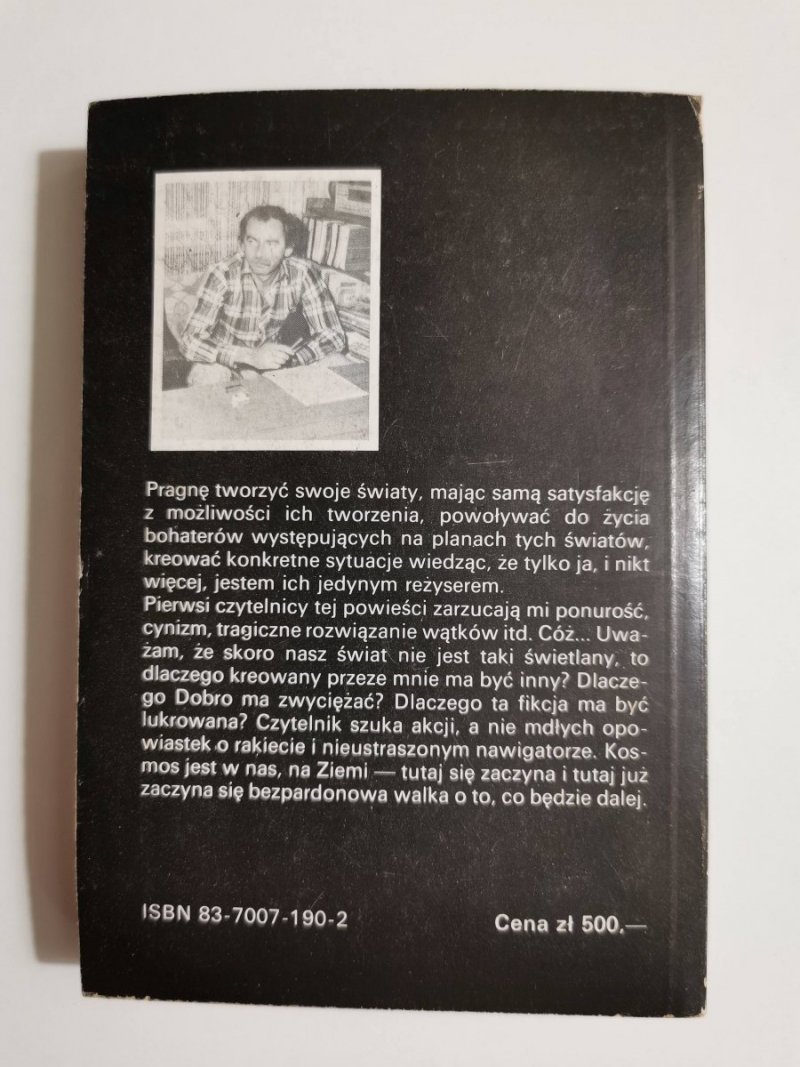 Pragnę tworzyć swoje światy, mając samą satysfakcję
z możliwości ich tworzenia, powoływać do życia
bohaterów występujących na planach tych światów,
kreować konkretne sytuacje wiedząc, że tylko ja, i nikt
więcej, jestem ich jedynym reżyserem.
Pierwsi czytelnicy tej powieści zarzucają mi ponurość,
cynizm, tragiczne rozwiązanie wątków itd. Cóż... Uwa-
żam, że skoro nasz świat nie jest taki świetlany, to
dlaczego kreowany przeze mnie ma być inny? Dlacze-
go Dobro ma zwyciężać? Dlaczego ta fikcja ma być
lukrowana? Czytelnik szuka akcji, a nie mdłych opo-
wiastek o rakiecie i nieustraszonym nawigatorze. Kos-
mos jest w nas, na Ziemi — tutaj się zaczyna i tutaj już
zaczyna się bezpardonowa walka o to, co będzie dalej.
ISBN 83-7007-190-2
Cena zł 500.—